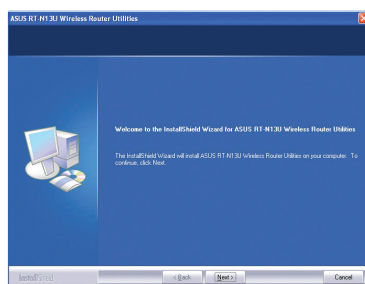 ASUS RT-N13U Wireless Router Utilities
Welcome to the InstallShield Wizard for ASUS RT-N13U Wireless Router Utilities
The InstallShield Wizard will install ASUS RT-N13U Wireless Router Utilities on your computer. To
continue, click Next.
InstallShield
< Back
Next >
Cancel